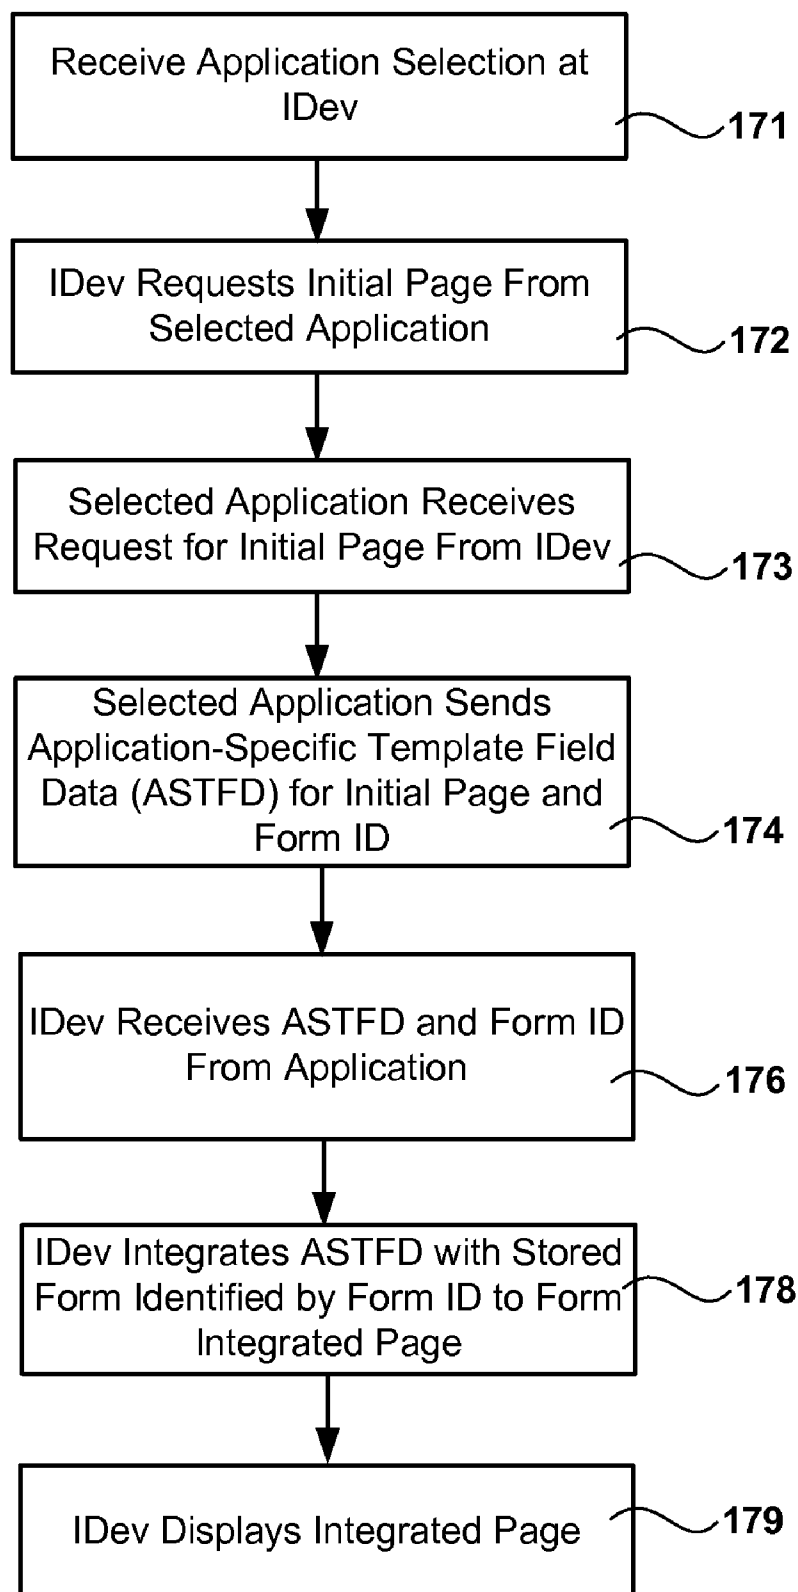 Receive Application Selection at
IDev
171
IDev Requests Initial Page From
Selected Application
172
Selected Application Receives
Request for Initial Page From IDev
173
Selected Application Sends
Application-Specific Template Field
Data (ASTFD) for Initial Page and
Form ID
174
IDev Receives ASTFD and Form ID
From Application
176
IDev Integrates ASTFD with Stored
Form Identified by Form ID to Form
Integrated Page
178
IDev Displays Integrated Page
179